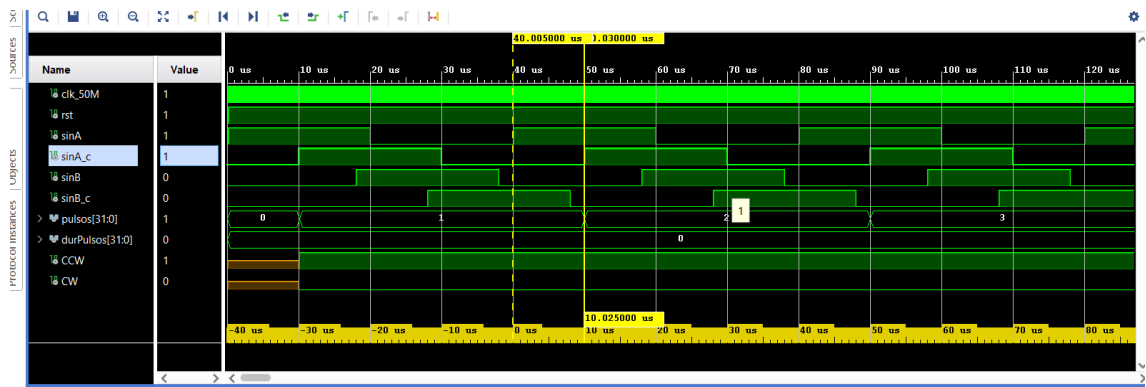 Sources
Objects
Protocol Instances
40.005000 us 0.030000 us
Name Value
0 us 10 us 20 us 30 us 40 us 50 us 60 us 70 us 80 us 90 us 100 us 110 us 120 us
clk_50M 1
rst 1
sinA 1
sinA_c 1
sinB 0
sinB_c 0
pulsos[31:0] 1 0 1 2 3
1
durPulsos[31:0] 0 0
CCW 1
CW 0
10.025000 us
-40 us -30 us -20 us -10 us 0 us 10 us 20 us 30 us 40 us 50 us 60 us 70 us 80 us